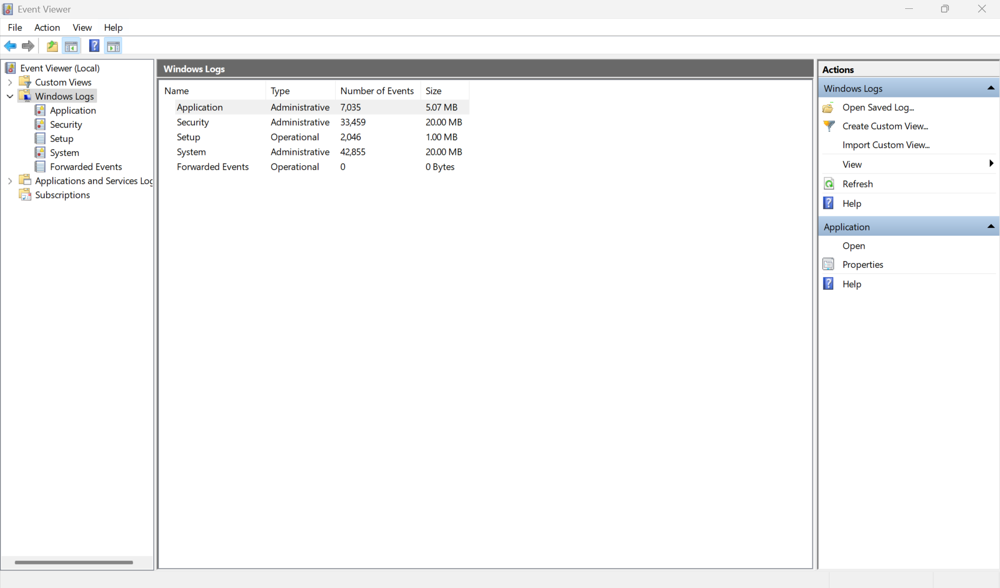 Event Viewer
File Action View Help
Event Viewer (Local)
Custom Views
Windows Logs
Application
Security
Setup
System
Forwarded Events
Applications and Services Log
Subscriptions
Windows Logs
Name Type Number of Events Size
Application Administrative 7,035 5.07 MB
Security Administrative 33,459 20.00 MB
Setup Operational 2,046 1.00 MB
System Administrative 42,855 20.00 MB
Forwarded Events Operational 0 0 Bytes
Actions
Windows Logs
Open Saved Log...
Create Custom View...
Import Custom View...
View
Refresh
Help
Application
Open
Properties
Help